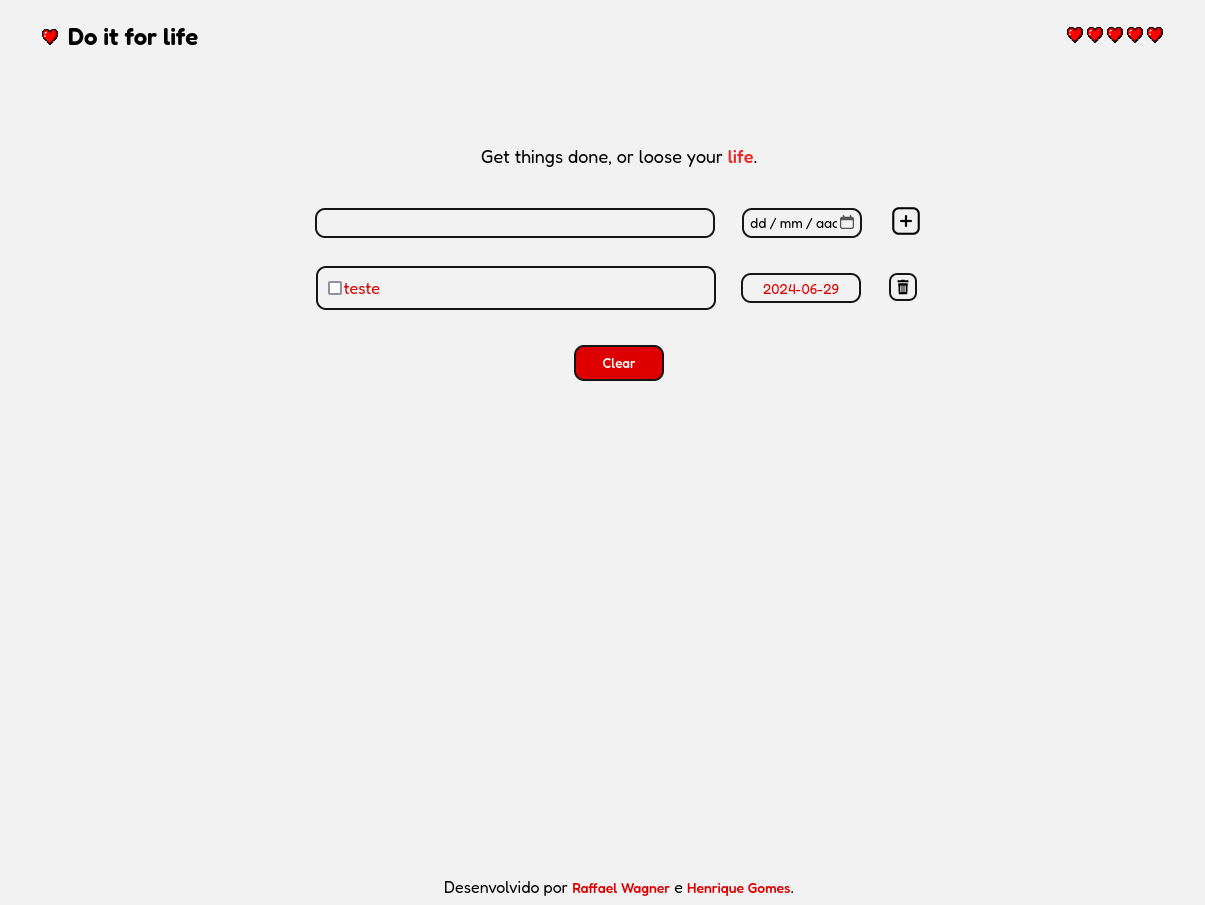 Do it for life
Get things done, or loose your life.
dd / mm / aac
teste
2024-06-29
Clear
Desenvolvido por Raffael Wagner e Henrique Gomes.